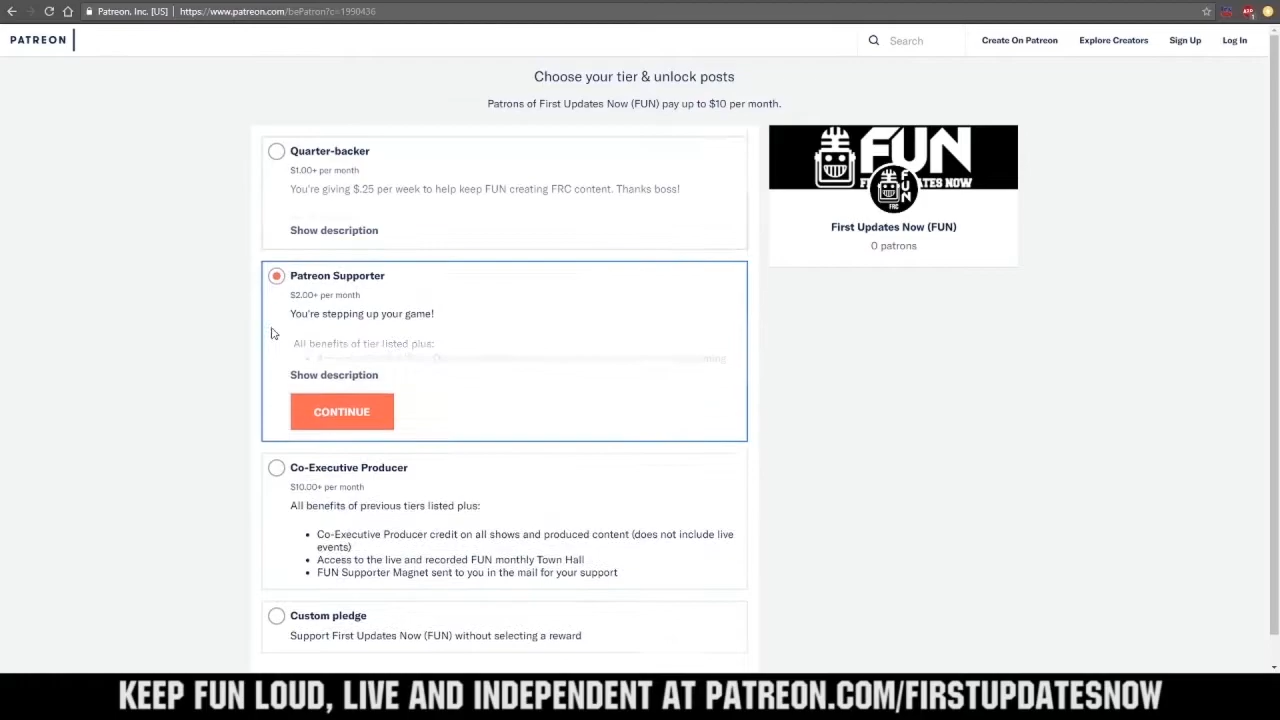 Patreon, Inc. [US] | https://www.patreon.com/bePatron?c=1990436
PATREON
Search
Create On Patreon
Explore Creators
Sign Up
Log In
Choose your tier & unlock posts
Patrons of First Updates Now (FUN) pay up to $10 per month.
Quarter-backer
$1.00+ per month
You're giving $.25 per week to help keep FUN creating FRC content. Thanks boss!
Show description
Patreon Supporter
$2.00+ per month
You're stepping up your game!
All benefits of tier listed plus:
Show description
CONTINUE
Co-Executive Producer
$10.00+ per month
All benefits of previous tiers listed plus:
• Co-Executive Producer credit on all shows and produced content (does not include live
events)
• Access to the live and recorded FUN monthly Town Hall
• FUN Supporter Magnet sent to you in the mail for your support
Custom pledge
Support First Updates Now (FUN) without selecting a reward
FUN
FUN
FRC
First Updates Now (FUN)
0 patrons
KEEP FUN LOUD, LIVE AND INDEPENDENT AT PATREON.COM/FIRSTUPDATESNOW